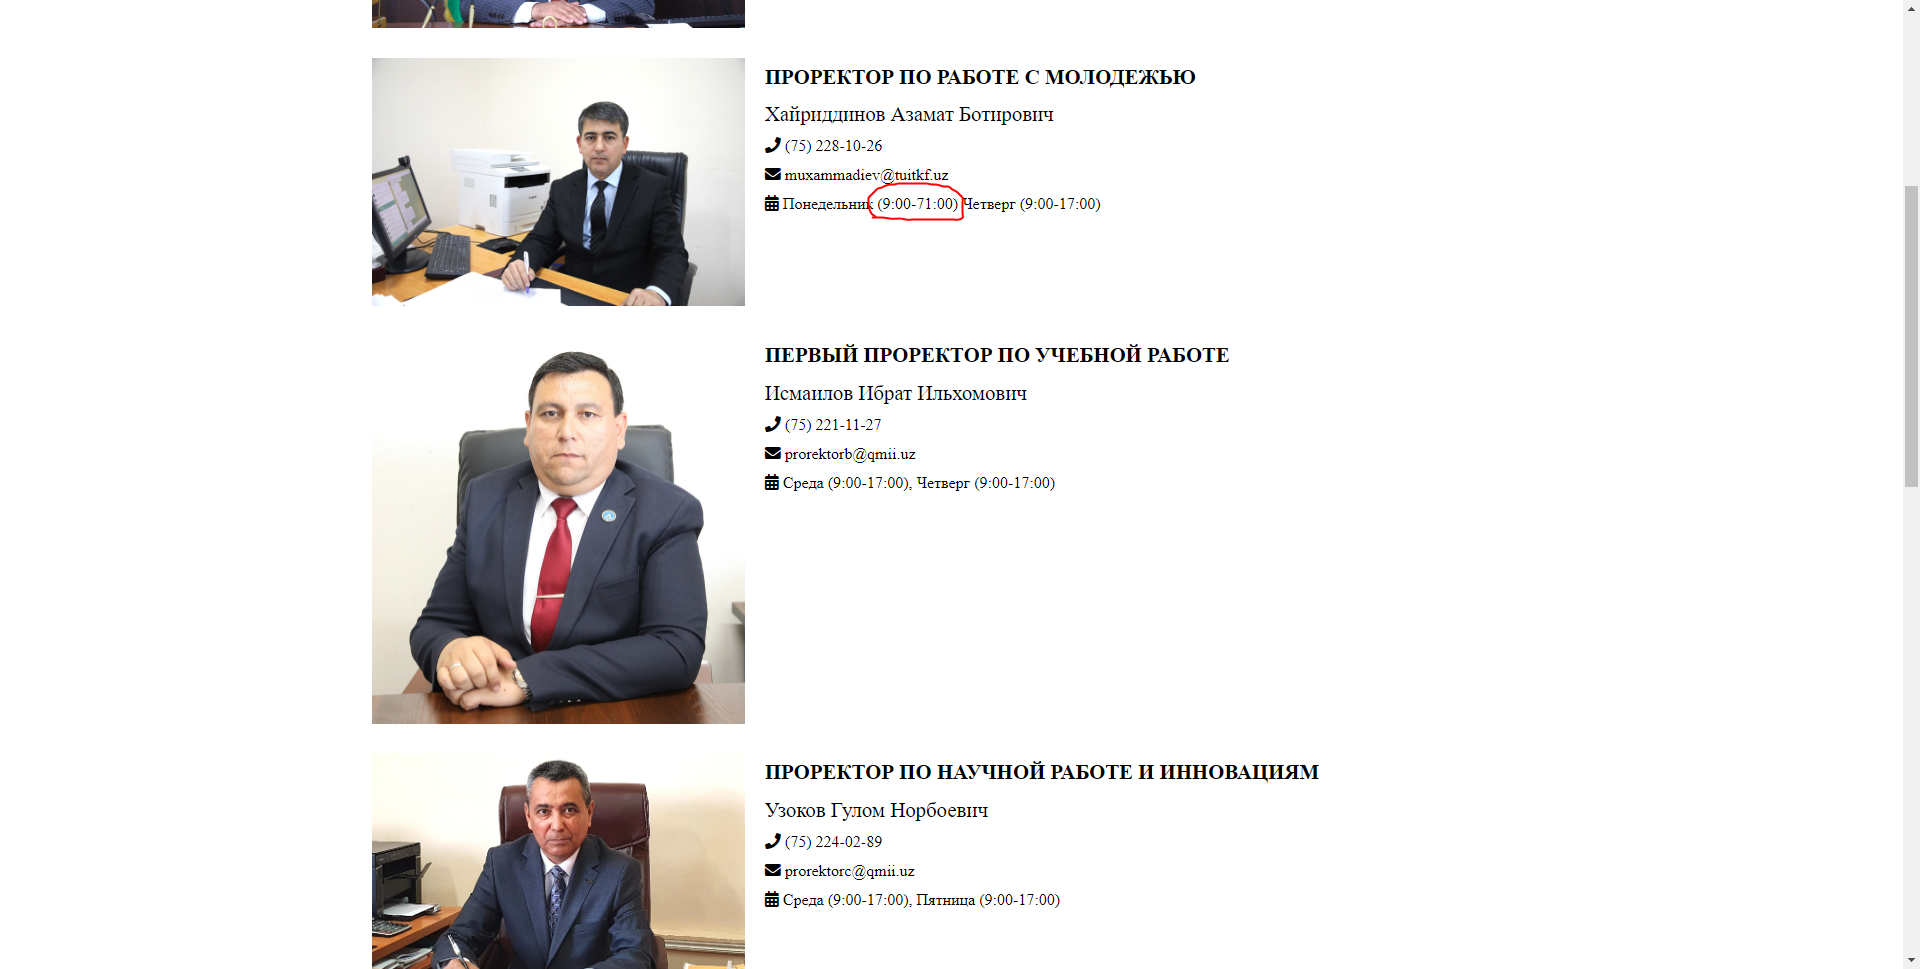 ПРОРЕКТОР ПО РАБОТЕ С МОЛОДЕЖЬЮ
Хайриддинов Азамат Ботирович
(75) 228-10-26
muxammadiev@tuitkf.uz
Понедельник (9:00-71:00) Четверг (9:00-17:00)
ПЕРВЫЙ ПРОРЕКТОР ПО УЧЕБНОЙ РАБОТЕ
Исмаилов Ибрат Ильхомович
(75) 221-11-27
prorektorb@qmii.uz
Среда (9:00-17:00), Четверг (9:00-17:00)
ПРОРЕКТОР ПО НАУЧНОЙ РАБОТЕ И ИННОВАЦИЯМ
Узоков Гулом Норбоевич
(75) 224-02-89
prorektorc@qmii.uz
Среда (9:00-17:00), Пятница (9:00-17:00)